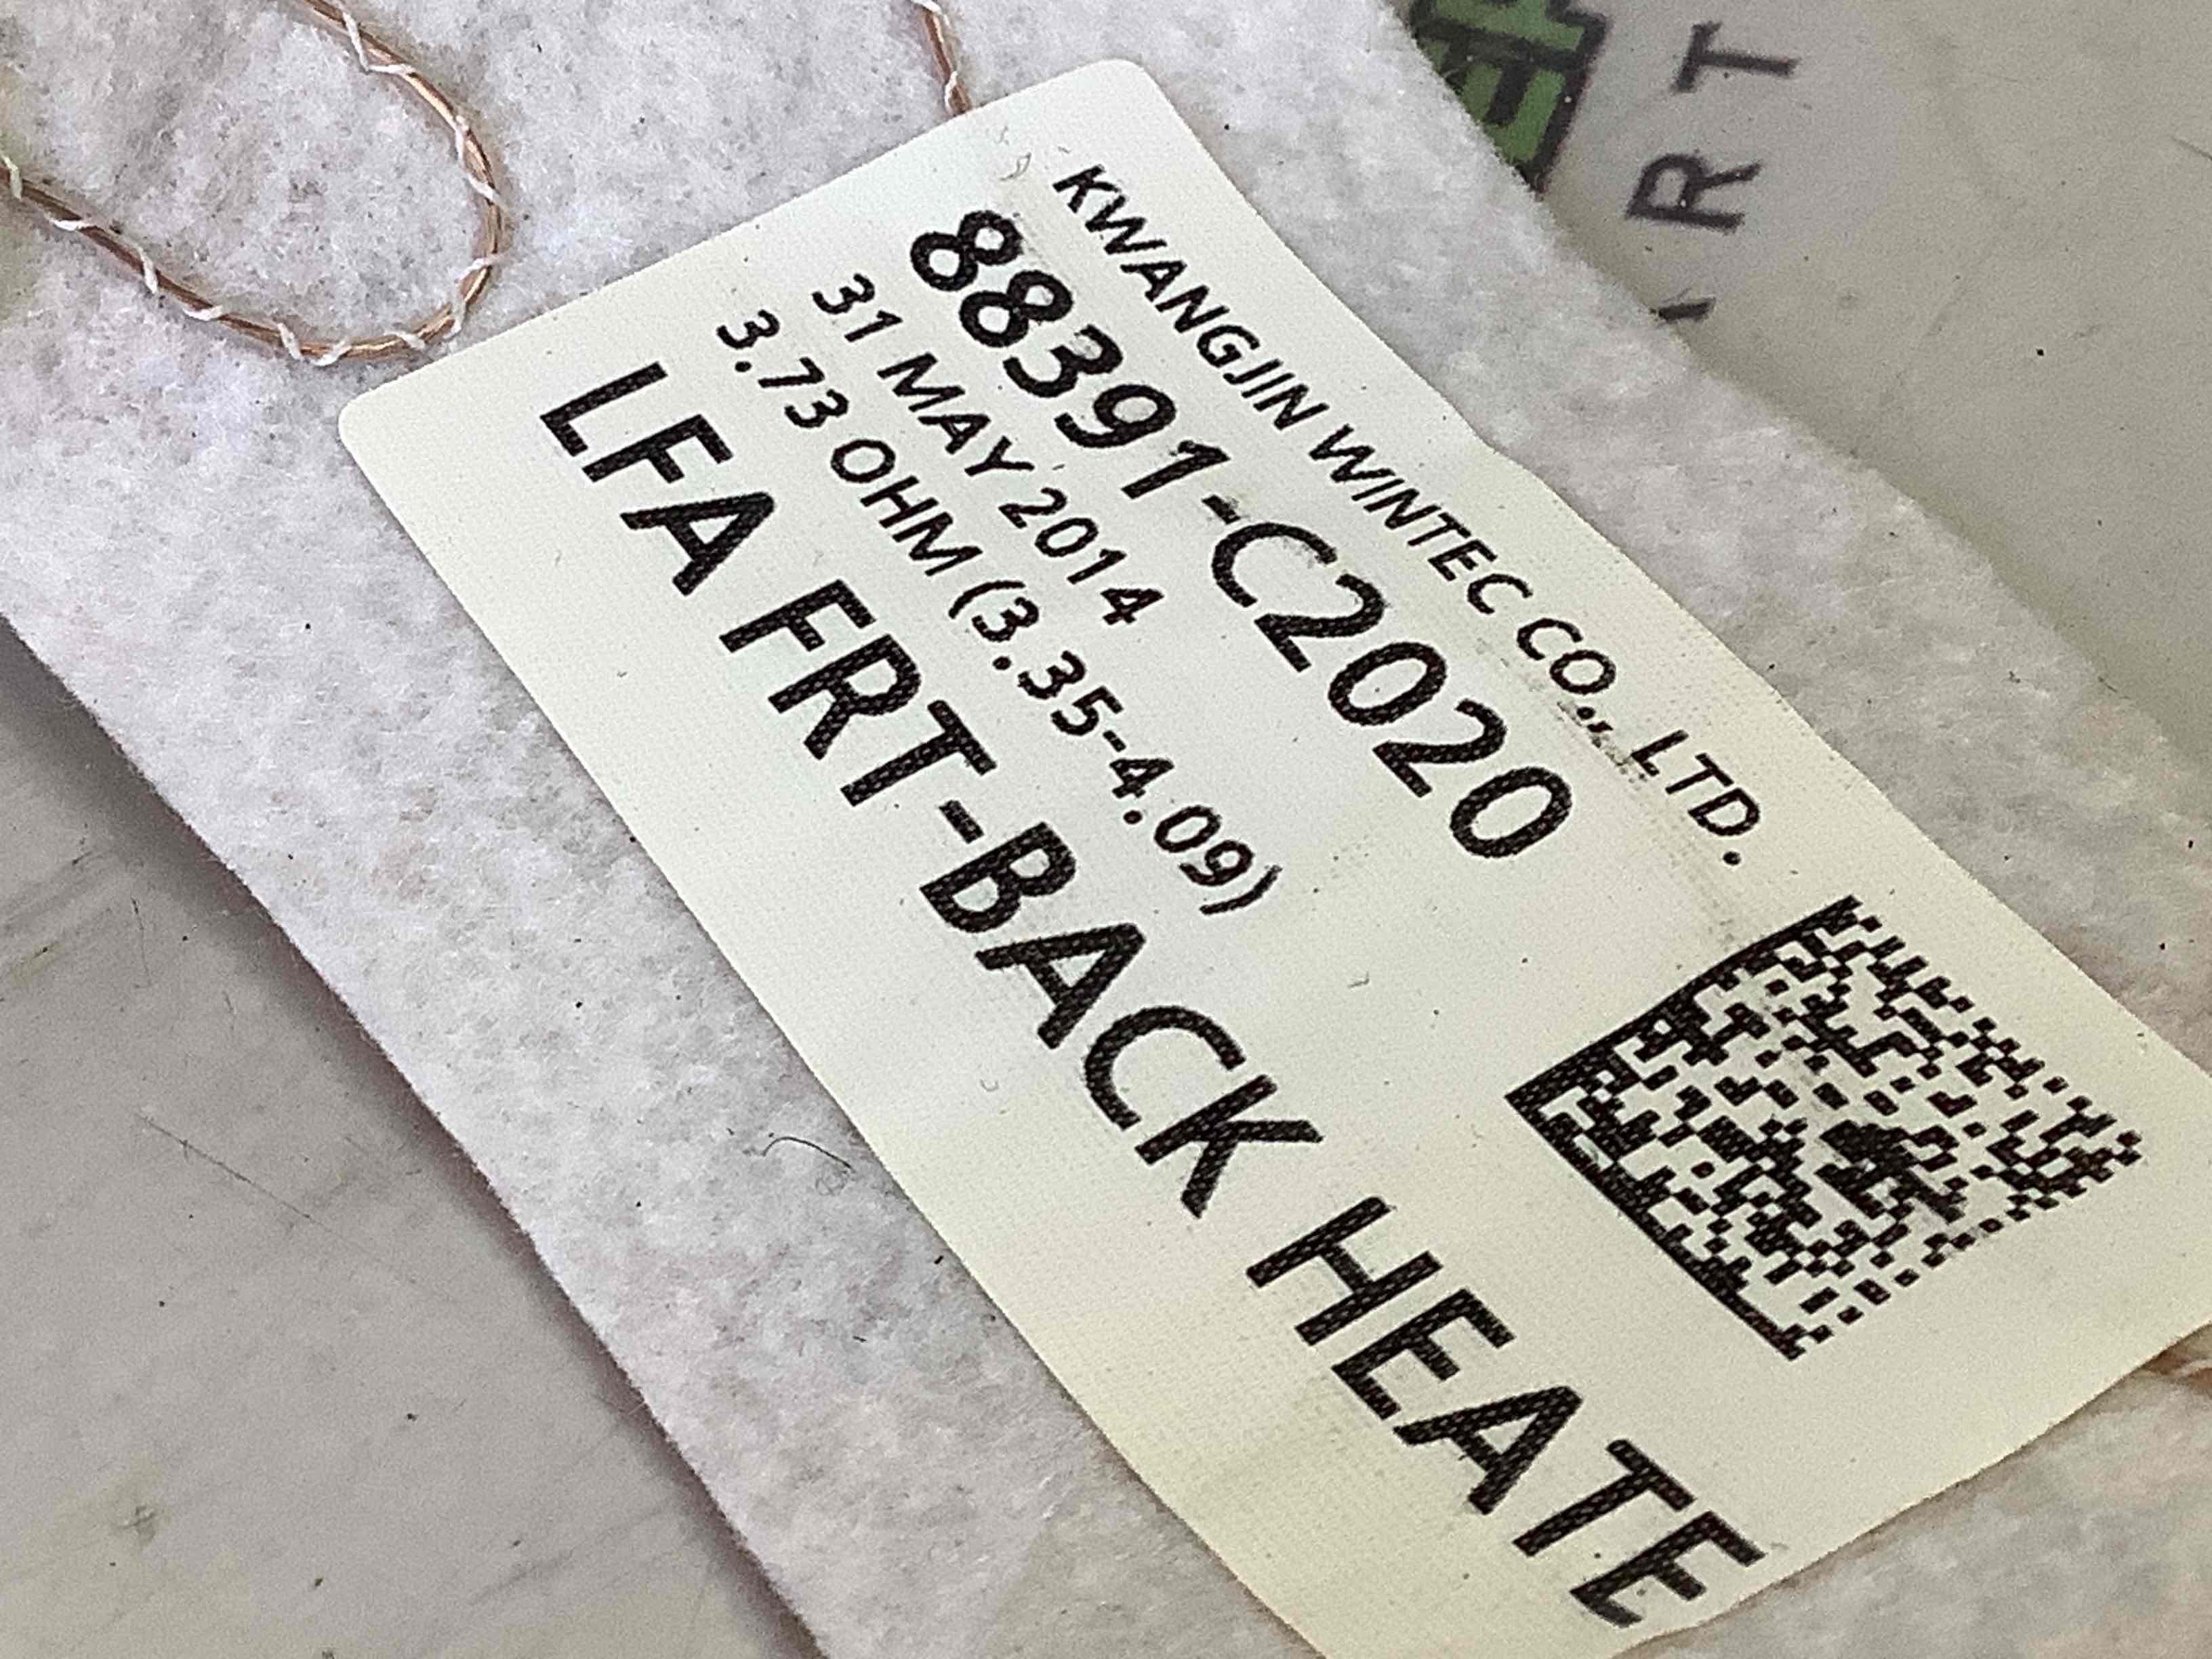 KWANGJIN WINTEC CO., LTD.
88391-C2020
31 MAY 2014
3.73 OHM (3.35-4.09)
LFA FRT-BACK HEATE